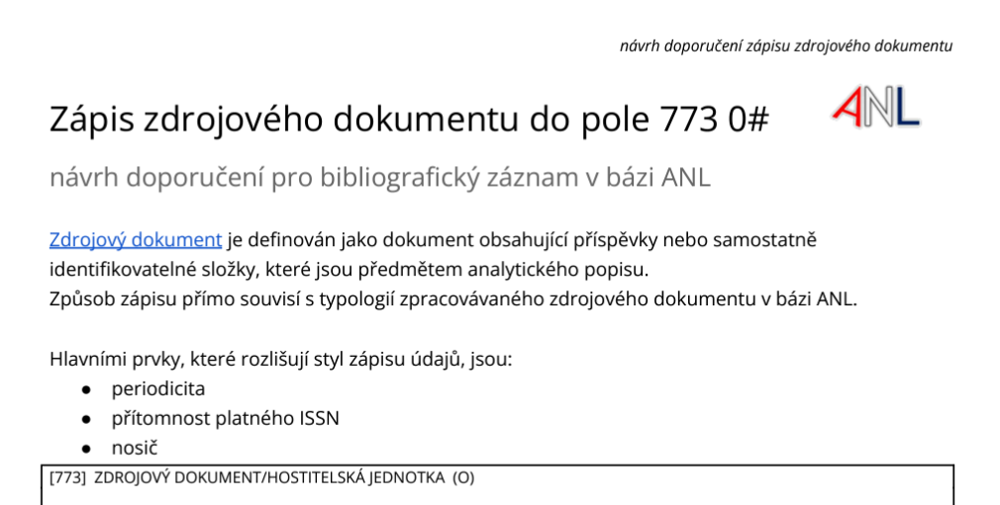 návrh doporučení zápisu zdrojového dokumentu
Zápis zdrojového dokumentu do pole 773 0#
ANL
návrh doporučení pro bibliografický záznam v bázi ANL
Zdrojový dokument je definován jako dokument obsahující příspěvky nebo samostatně
identifikovatelné složky, které jsou předmětem analytického popisu.
Způsob zápisu přímo souvisí s typologií zpracovávaného zdrojového dokumentu v bázi ANL.
Hlavními prvky, které rozlišují styl zápisu údajů, jsou:
● periodicita
● přítomnost platného ISSN
● nosič
[773] ZDROJOVÝ DOKUMENT/HOSTITELSKÁ JEDNOTKA (O)